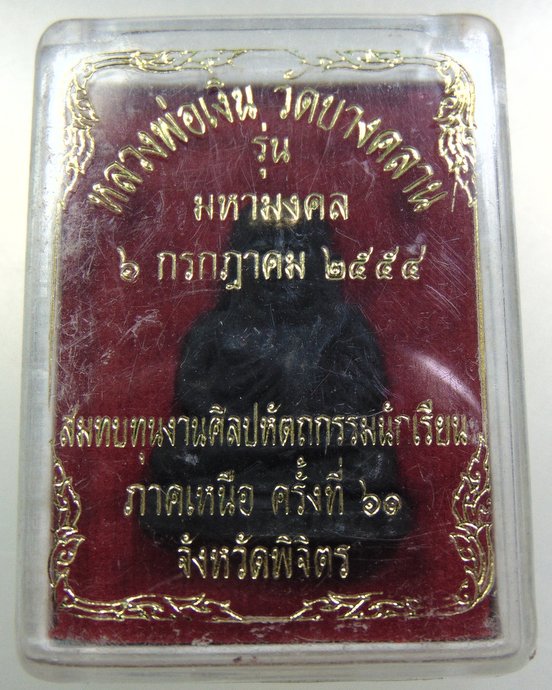 หลวงพ่อเงิน วัดบางคลาน
รุ่น
มหามงคล
๖ กรกฎาคม ๒๕๕๔
สมทบทุนงานศิลปหัตถกรรมนักเรียน
ภาคเหนือ ครั้งที่ ๖๑
จังหวัดพิจิตร